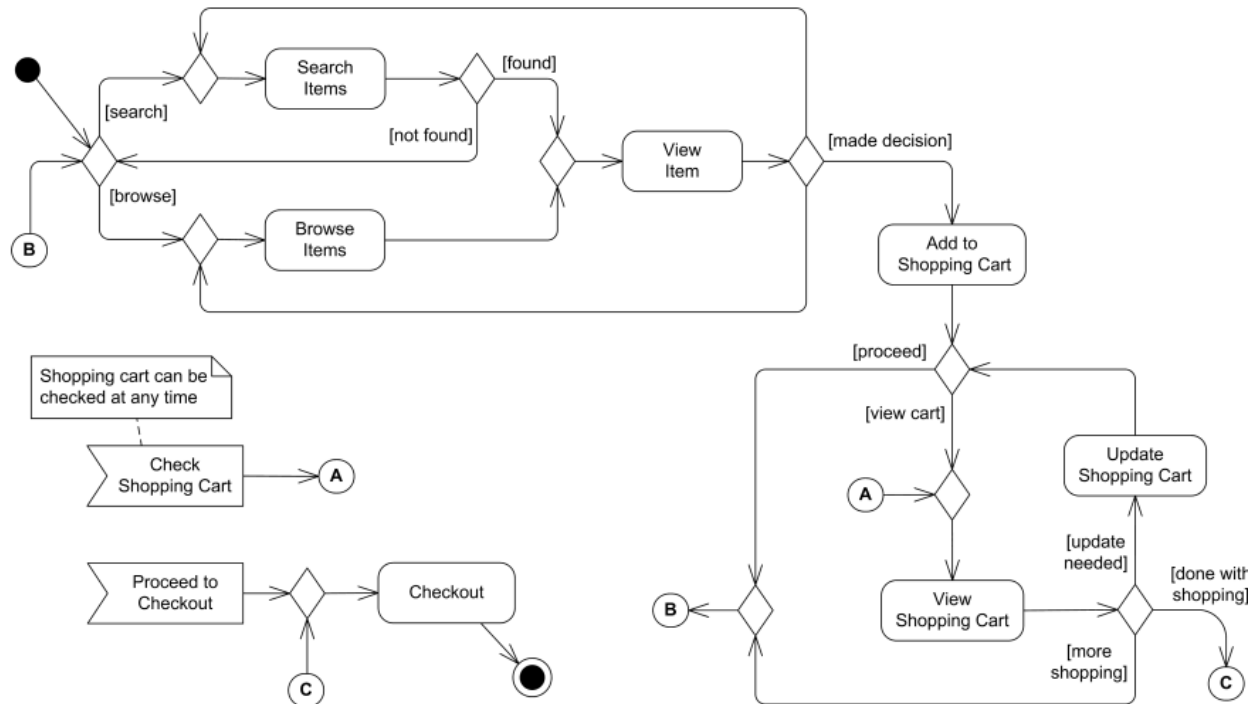 Search
Items
[found]
[search]
[not found]
[made decision]
View
Item
[browse]
Browse
Items
B
Add to
Shopping Cart
Shopping cart can be
checked at any time
[proceed]
[view cart]
Check
Shopping Cart
A
Update
Shopping Cart
A
[update
needed]
[done with
shopping]
Proceed to
Checkout
Checkout
B
View
Shopping Cart
[more
shopping]
C
C